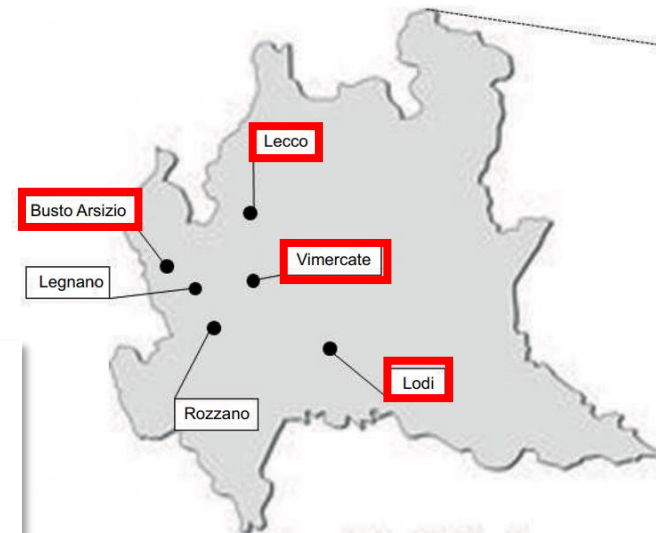 Lecco
Busto Arsizio
Vimercate
Legnano
Lodi
Rozzano